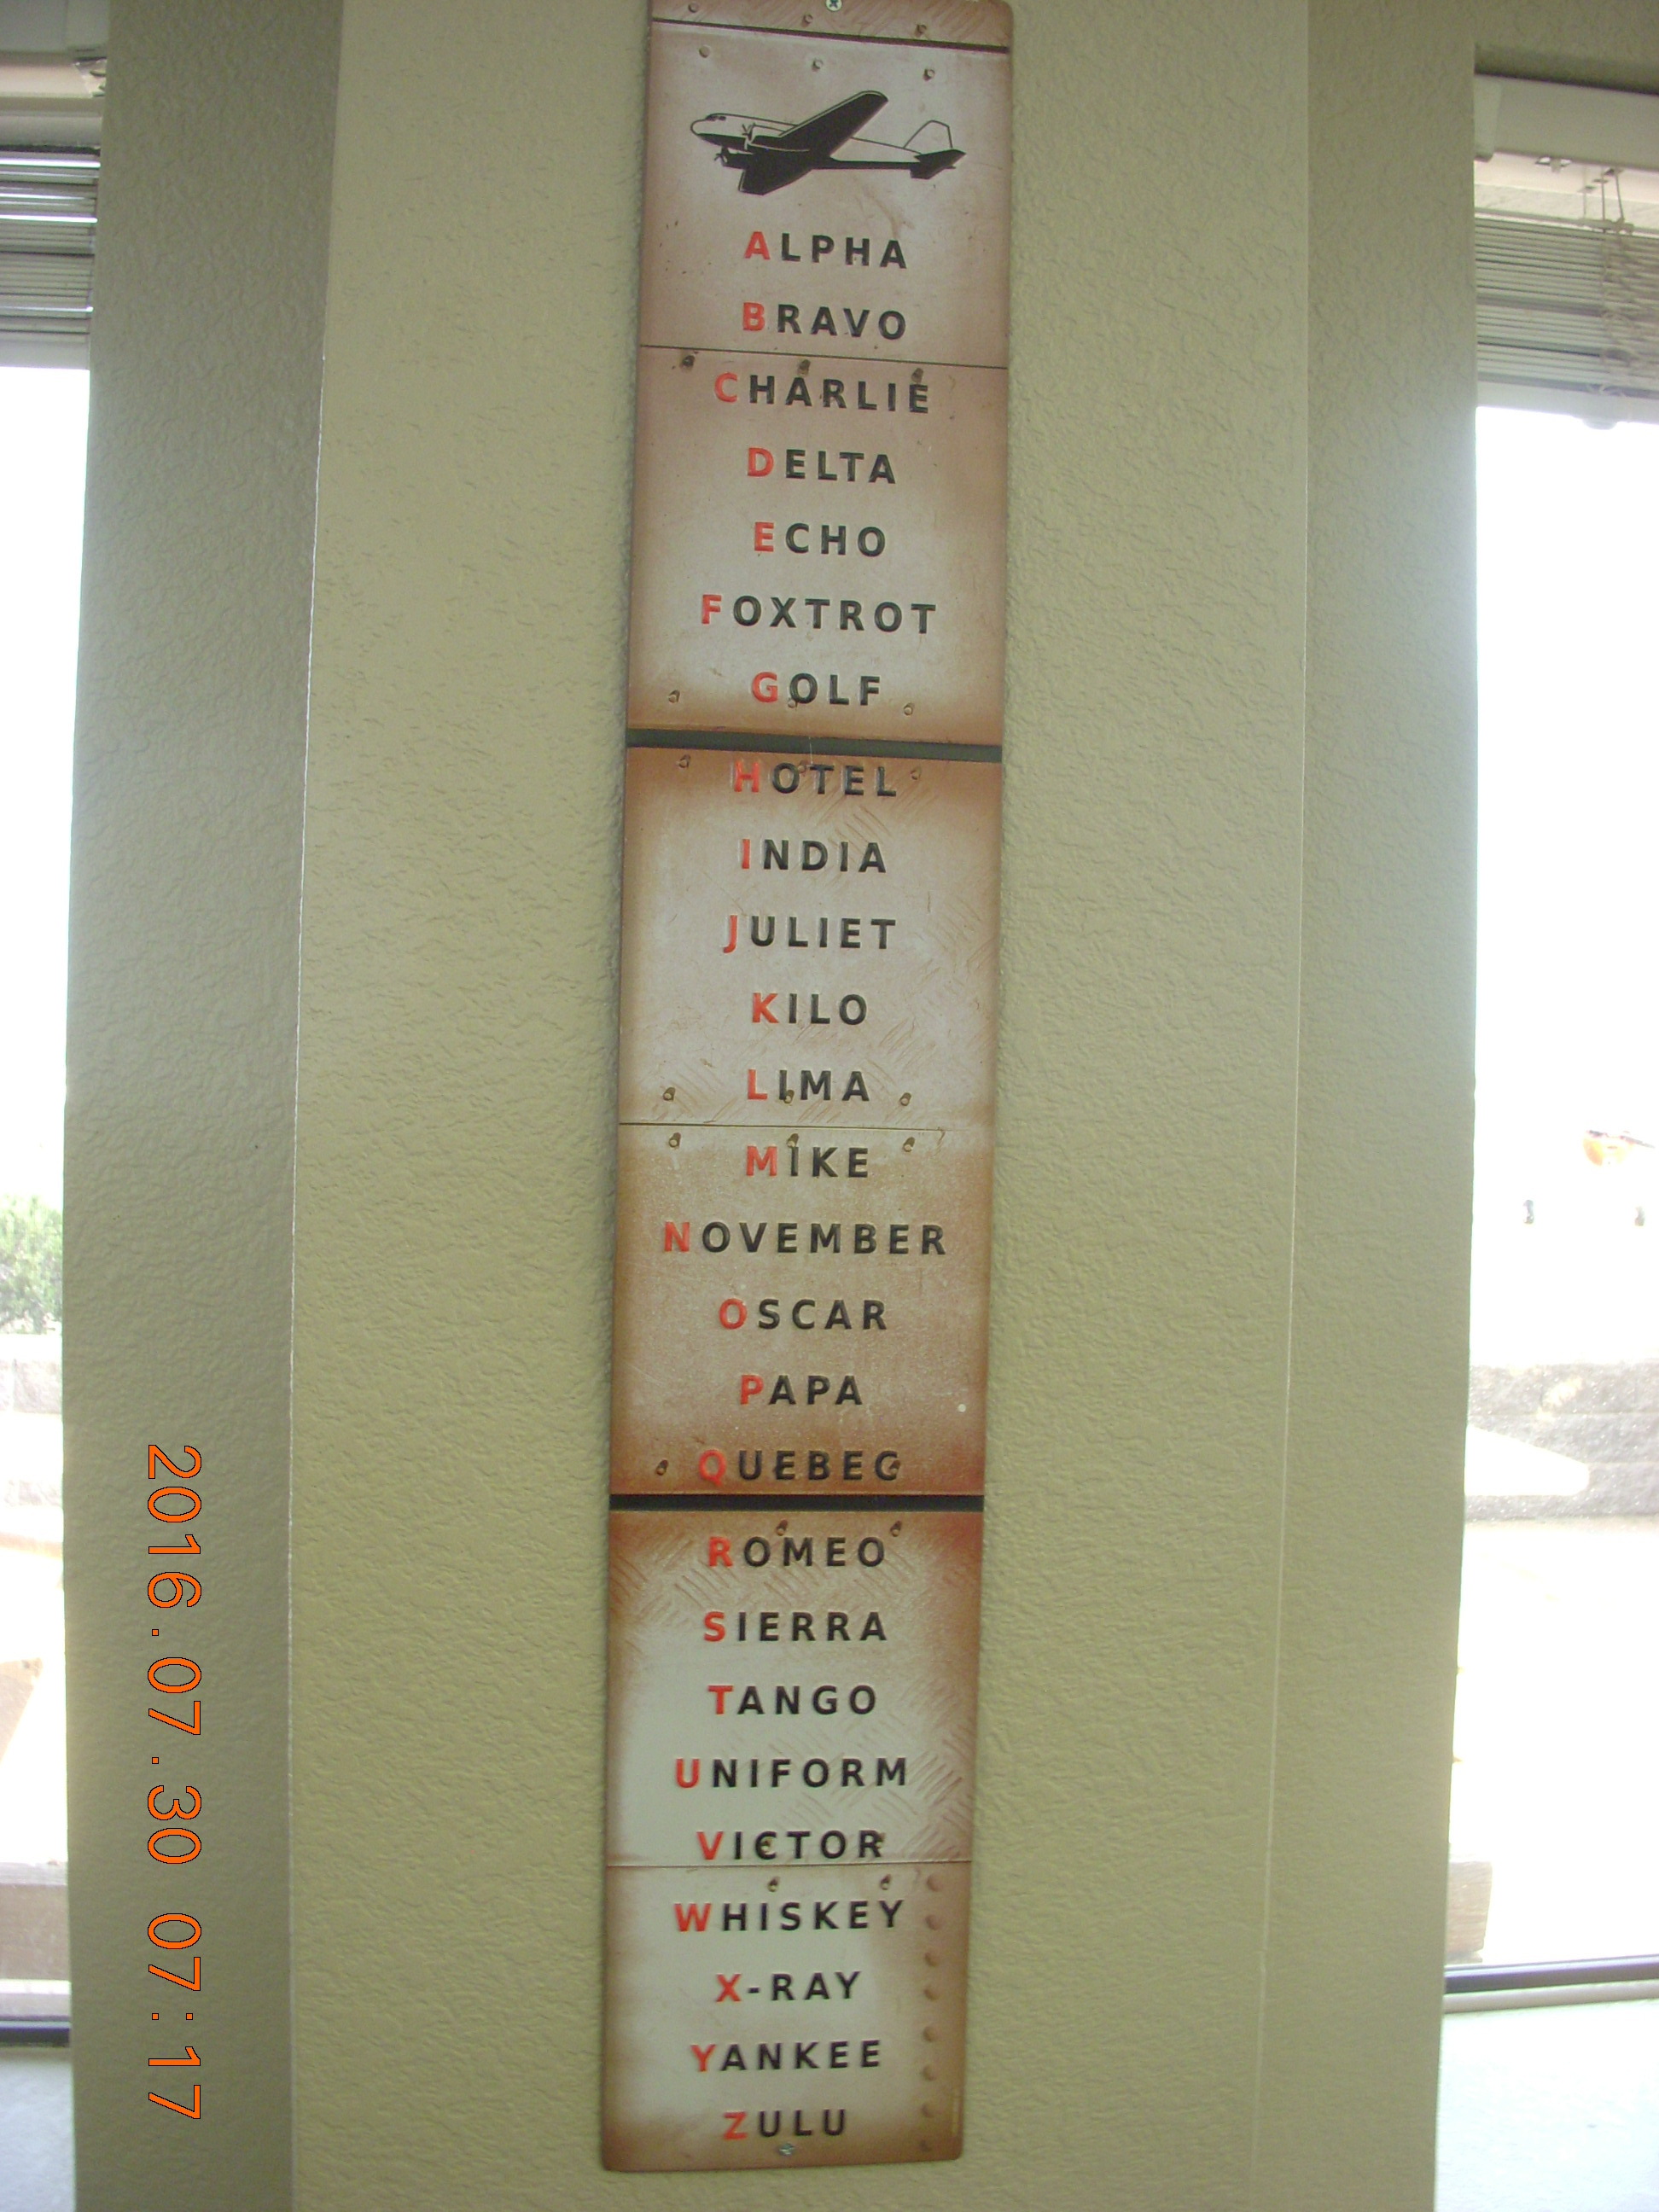 ALPHA
BRAVO
CHARLIE
DELTA
ECHO
FOXTROT
GOLF
HOTEL
INDIA
JULIET
KILO
LIMA
MIKE
NOVEMBER
OSCAR
PAPA
QUEBEC
ROMEO
SIERRA
TANGO
UNIFORM
VICTOR
WHISKEY
X-RAY
YANKEE
ZULU
2016.07.30 07:17